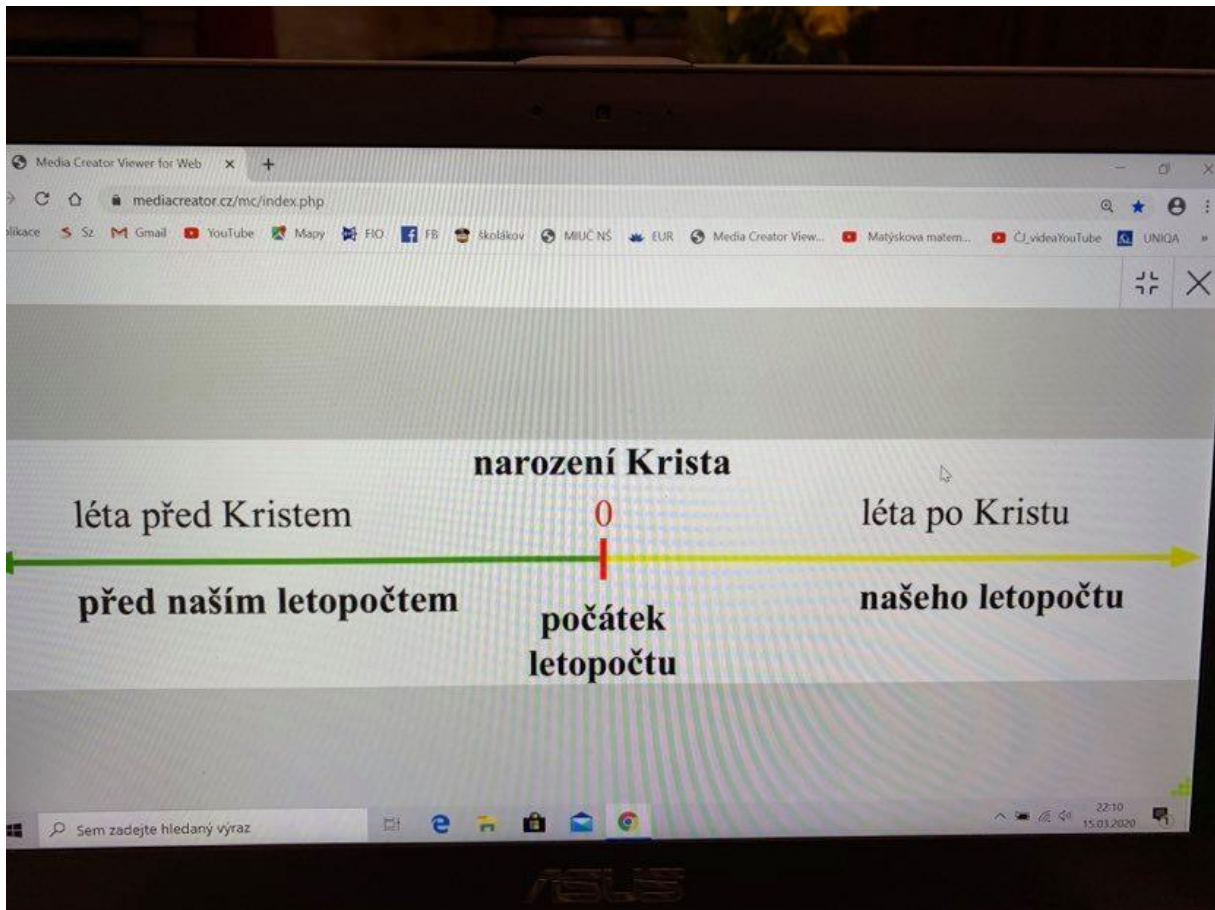 Media Creator Viewer for Web
mediacreator.cz/mc/index.php
likace Sz Gmail YouTube Mapy FIO FB školákov MIUČ NŠ EUR Media Creator View... Matýskova matem... ČJ_videaYouTube UNIQA »
narození Krista
léta před Kristem 0 léta po Kristu
před naším letopočtem našeho letopočtu
počátek
letopočtu
Sem zadejte hledaný výraz
22:10
15.03.2020
ASUS